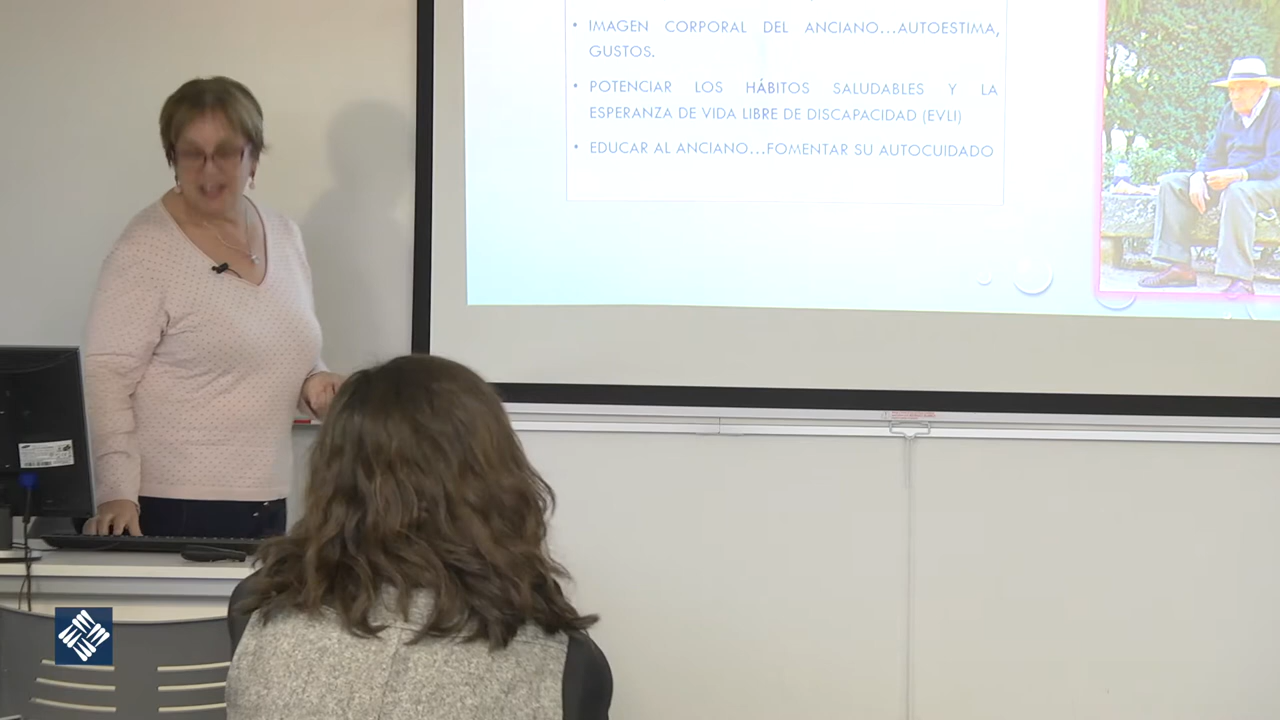 • IMAGEN CORPORAL DEL ANCIANO...AUTOESTIMA,
GUSTOS.
• POTENCIAR LOS HÁBITOS SALUDABLES Y LA
ESPERANZA DE VIDA LIBRE DE DISCAPACIDAD (EVLI)
• EDUCAR AL ANCIANO...FOMENTAR SU AUTOCUIDADO